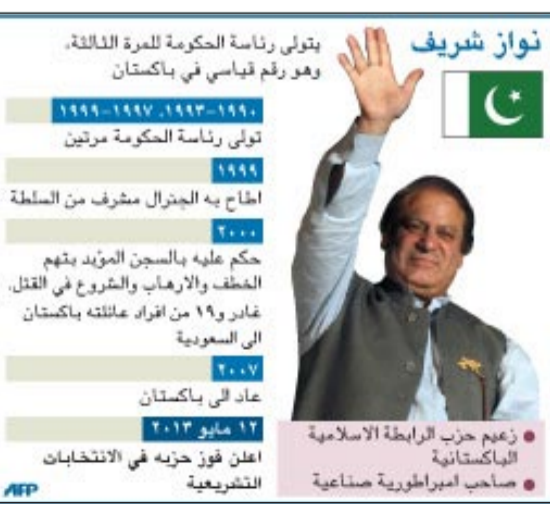 نواز شريف
يتولى رئاسة الحكومة للمرة الثالثة،
وهو رقم قياسي في باكستان
١٩٩٠-١٩٩٣، ١٩٩٧-١٩٩٩
تولى رئاسة الحكومة مرتين
١٩٩٩
اطاح به الجنرال مشرف من السلطة
٢٠٠٠
حكم عليه بالسجن المؤبد بتهم
الخطف والارهاب والشروع في القتل.
غادر و١٩ من افراد عائلته باكستان
الى السعودية
٢٠٠٧
عاد الى باكستان
١٢ مايو ٢٠١٣
اعلن فوز حزبه في الانتخابات
التشريعية
زعيم حزب الرابطة الاسلامية
الباكستانية
صاحب امبراطورية صناعية
AFP